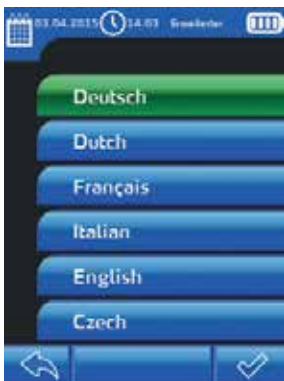 03.04.2015 14:03
Deutsch
Dutch
Français
Italian
English
Czech